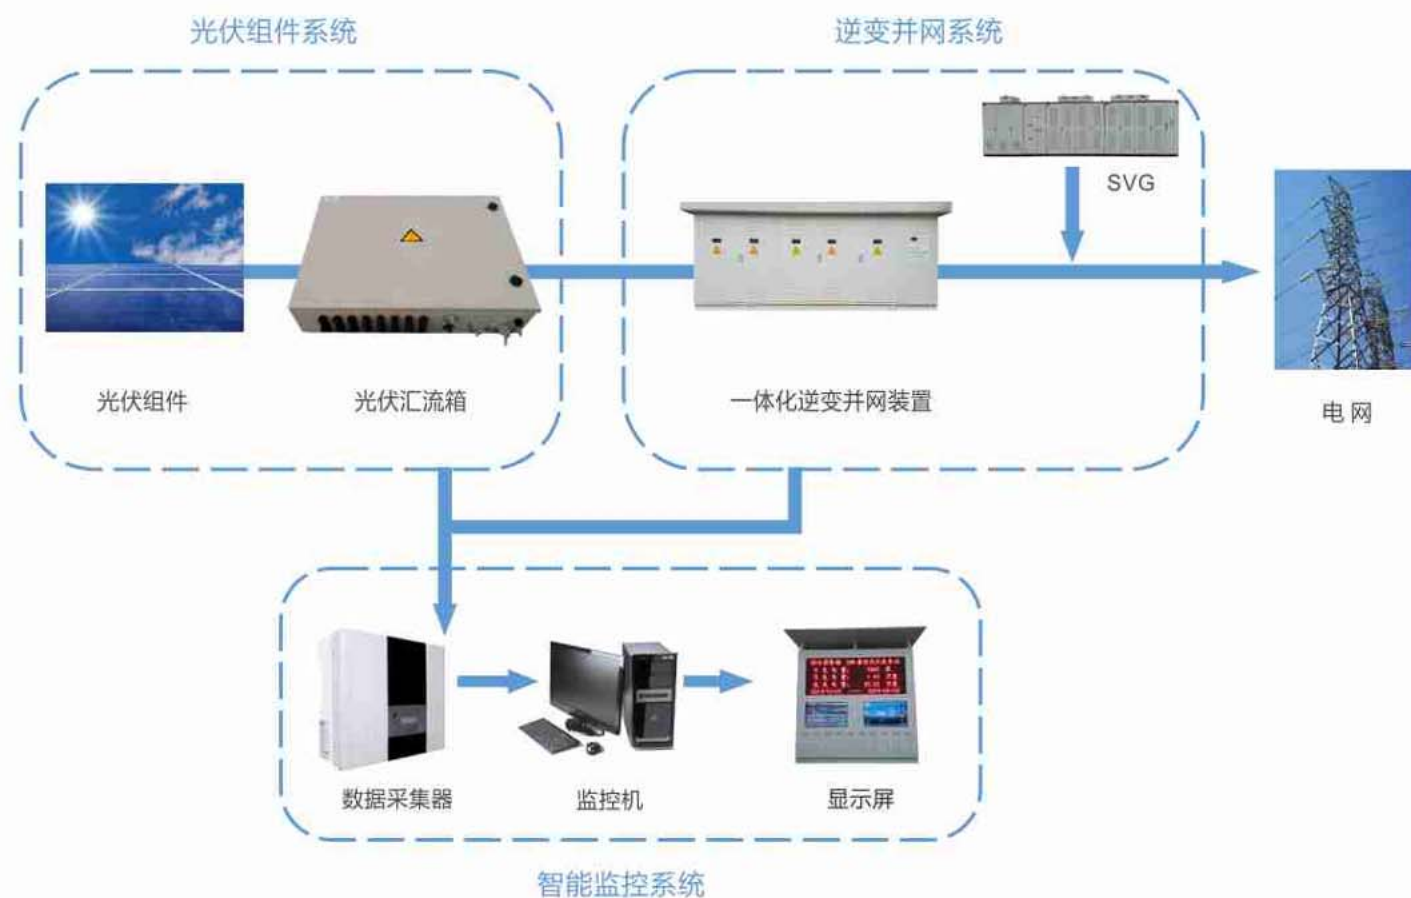 光伏组件系统
逆变并网系统
SVG
光伏组件
光伏汇流箱
一体化逆变并网装置
电网
数据采集器
监控机
显示屏
智能监控系统